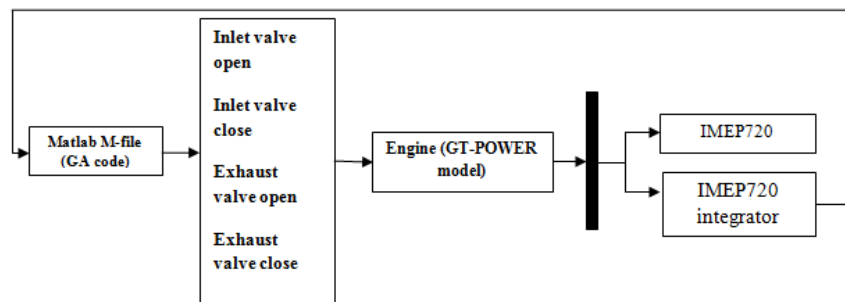 Inlet valve
open
Inlet valve
close
Exhaust
valve open
Exhaust
valve close
Matlab M-file
(GA code)
Engine (GT-POWER
model)
IMEP720
IMEP720
integrator